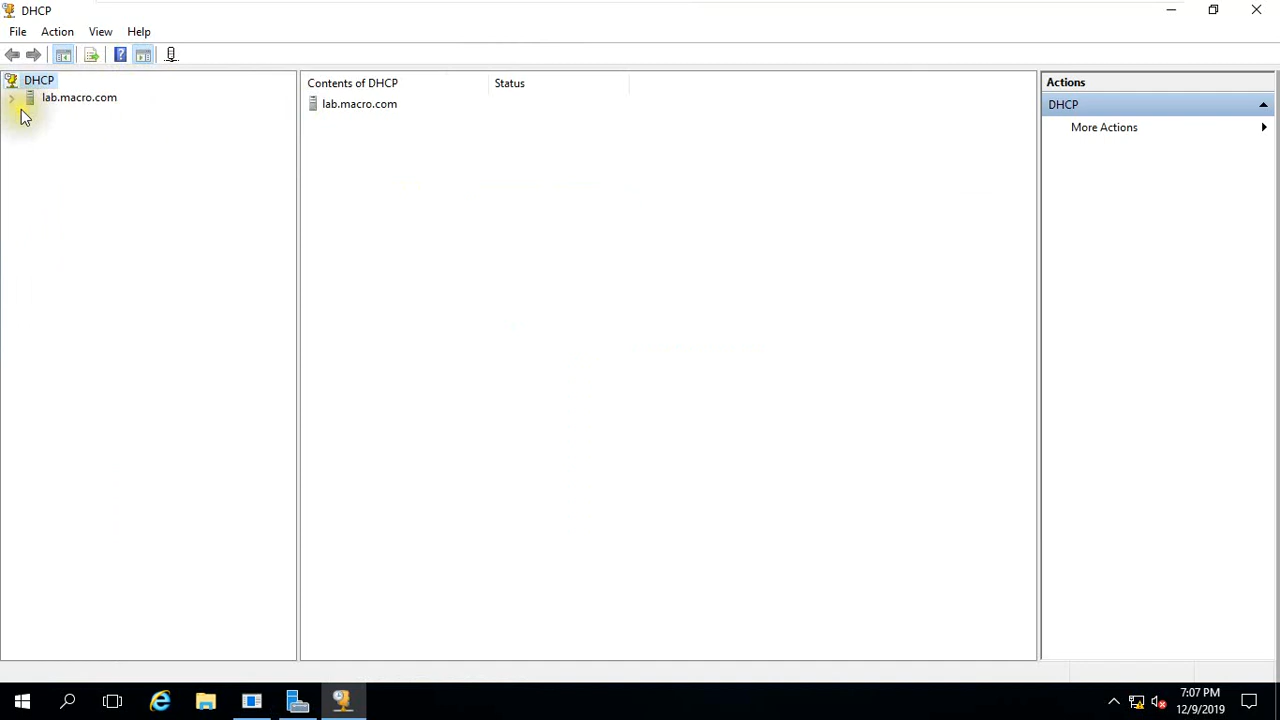 DHCP
File Action View Help
DHCP
lab.macro.com
Contents of DHCP Status
lab.macro.com
Actions
DHCP
More Actions
7:07 PM
12/9/2019